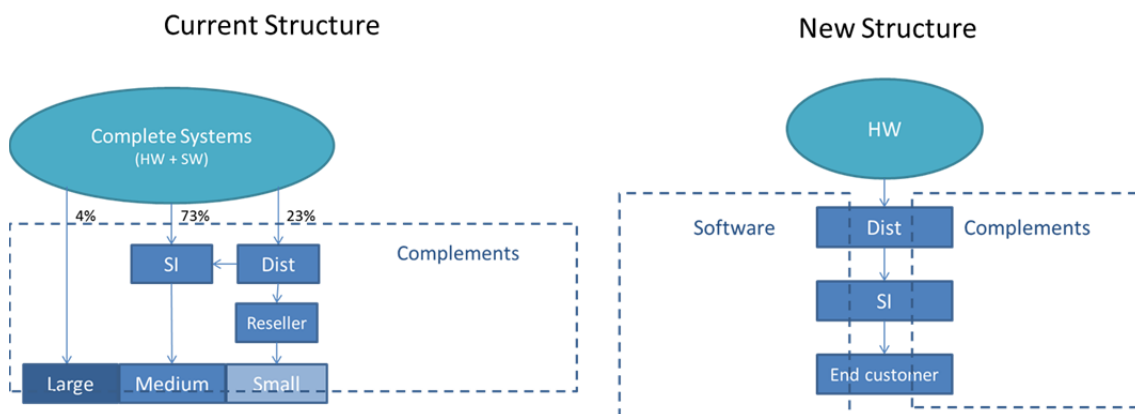 Current Structure
Complete Systems
(HW + SW)
4%
73%
23%
Complements
SI
Dist
Reseller
Large
Medium
Small
New Structure
HW
Software
Dist
Complements
SI
End customer